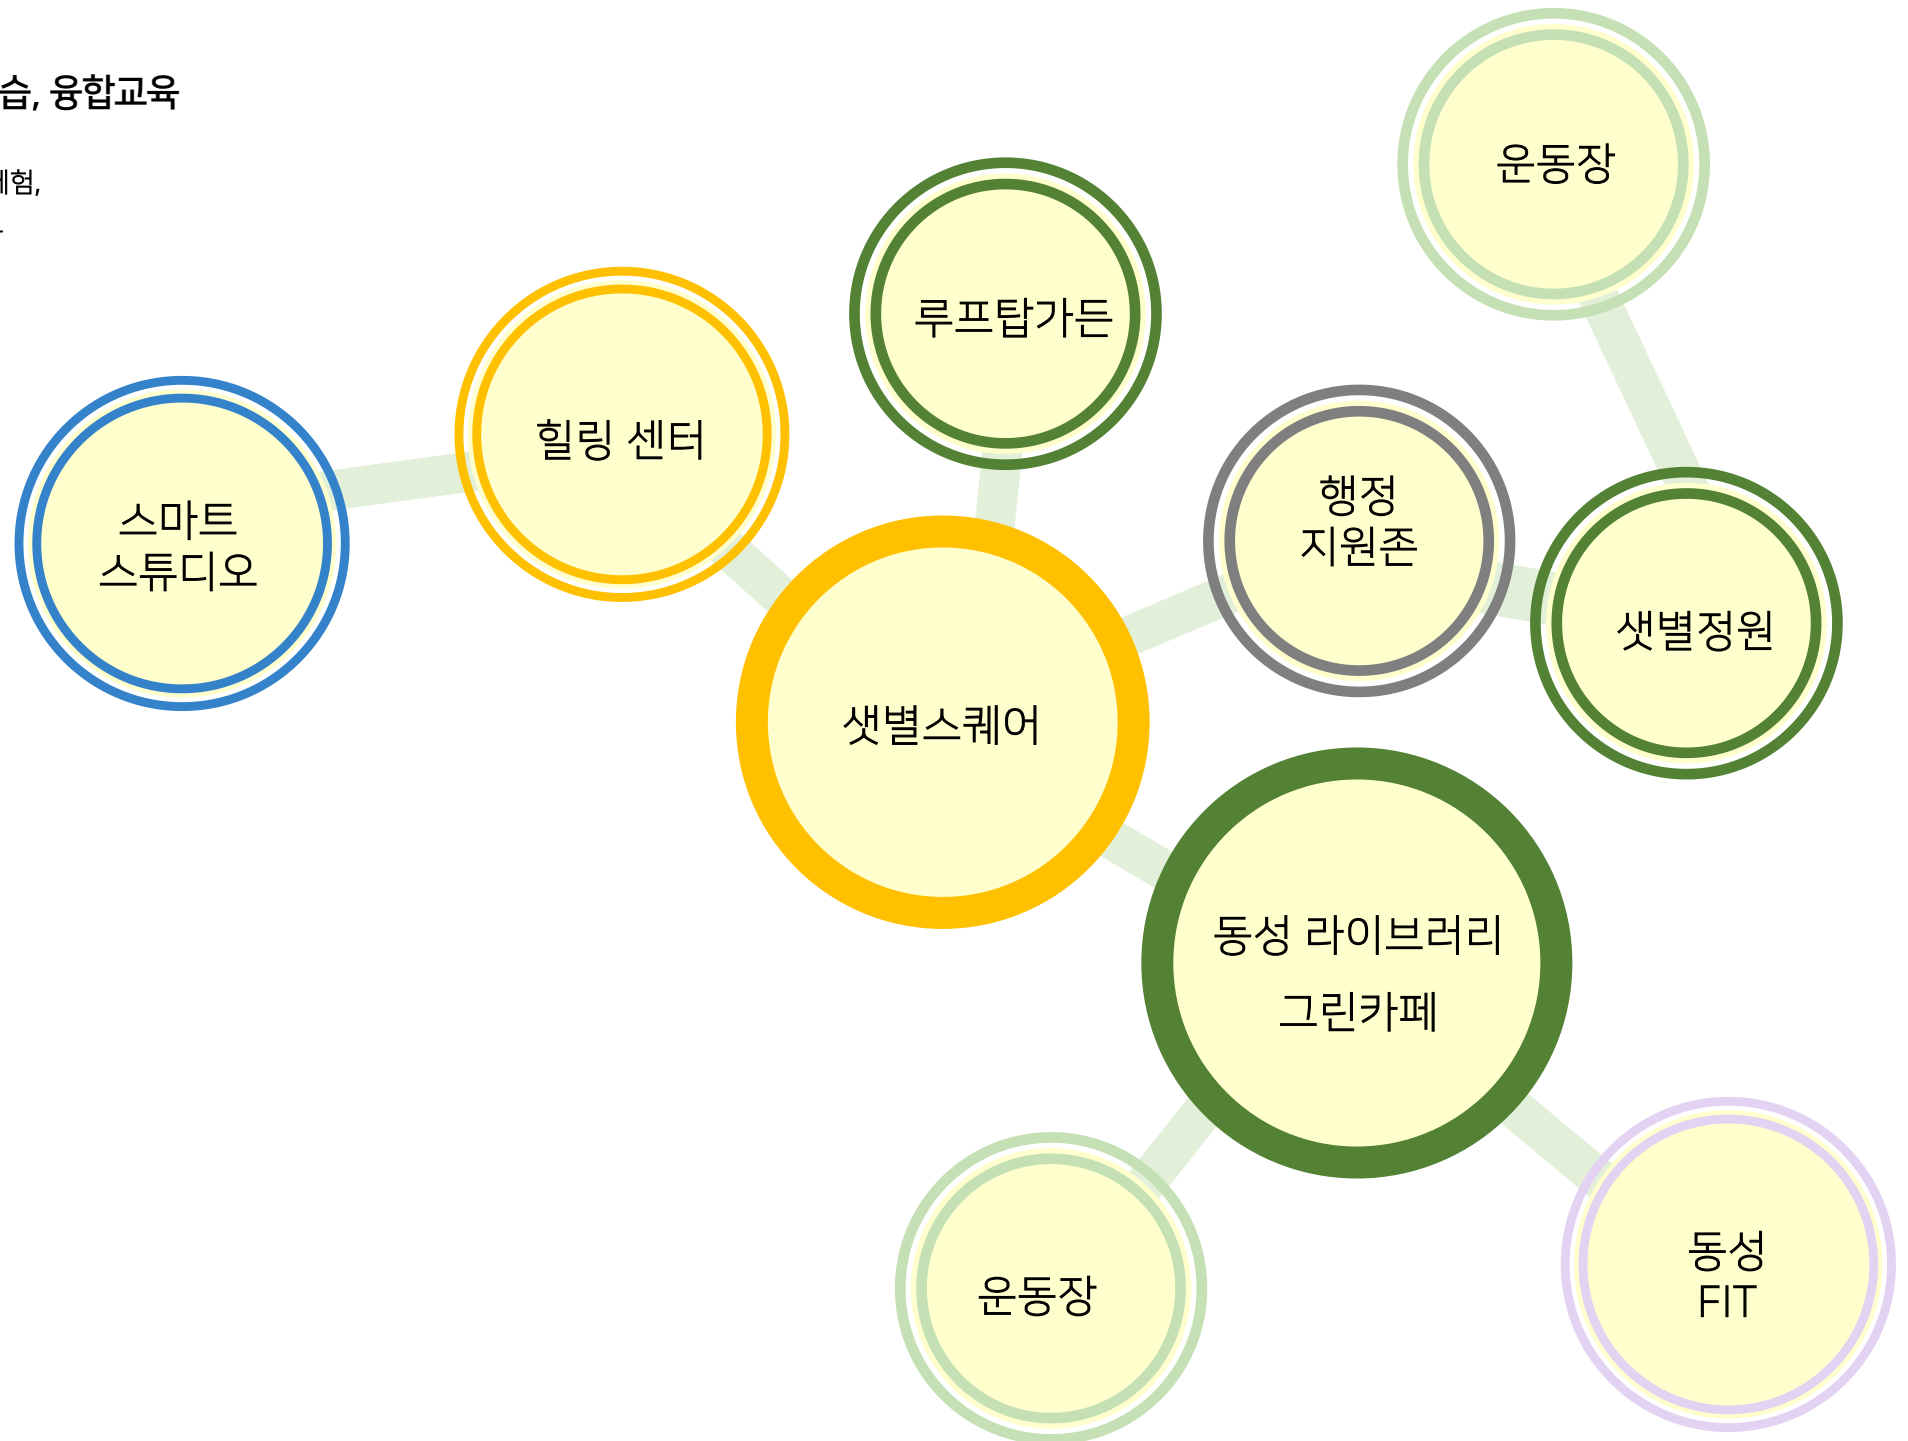 습, 융합교육
체험,
운동장
루프탑가든
힐링 센터
행정
지원존
스마트
스튜디오
샛별정원
샛별스퀘어
동성 라이브러리
그린카페
동성
FIT
운동장